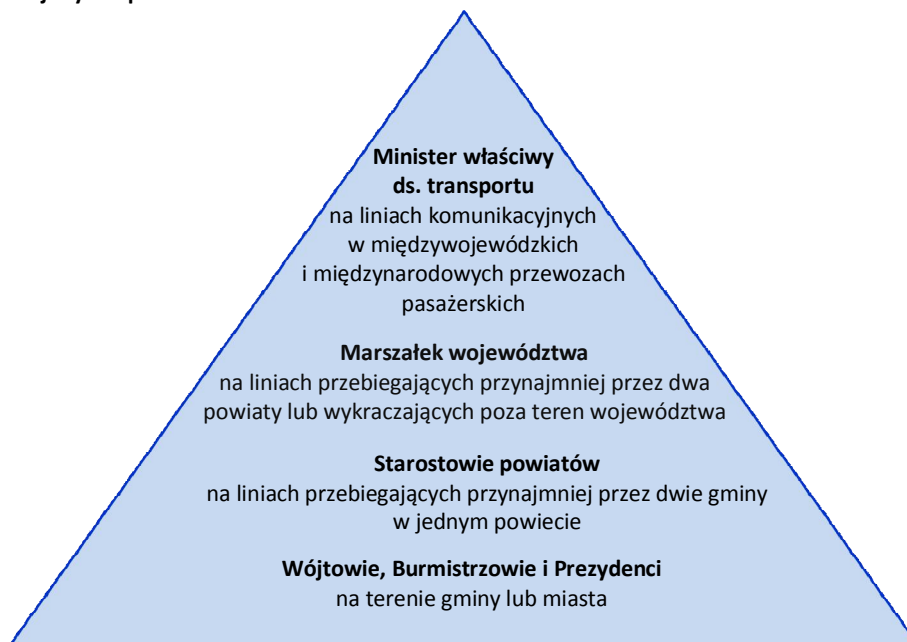 Minister właściwy
ds. transportu
na liniach komunikacyjnych
w międzywojewódzkich
i międzynarodowych przewozach
pasażerskich
Marszałek województwa
na liniach przebiegających przynajmniej przez dwa
powiaty lub wykraczających poza teren województwa
Starostowie powiatów
na liniach przebiegających przynajmniej przez dwie gminy
w jednym powiecie
Wójtowie, Burmistrzowie i Prezydenci
na terenie gminy lub miasta